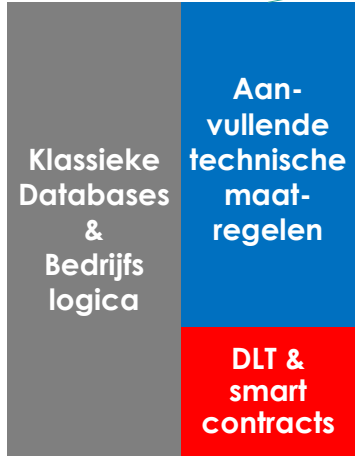 Klassieke
Databases
&
Bedrijfs
logica
Aan-
vullende
technische
maat-
regelen
DLT &
smart
contracts